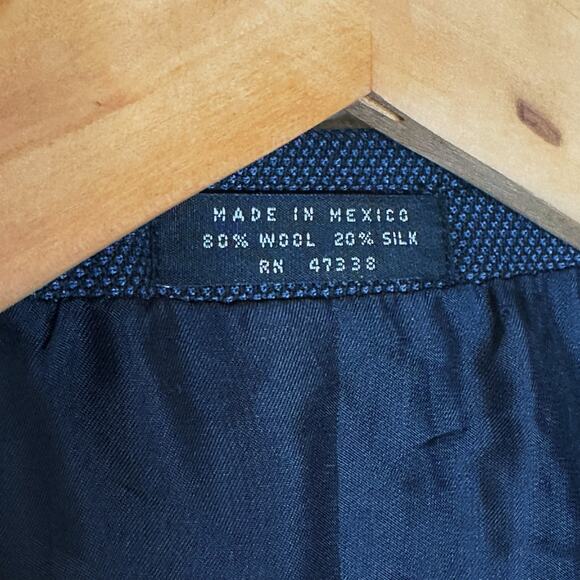 MADE IN MEXICO
80% WOOL 20% SILK
RN 47338